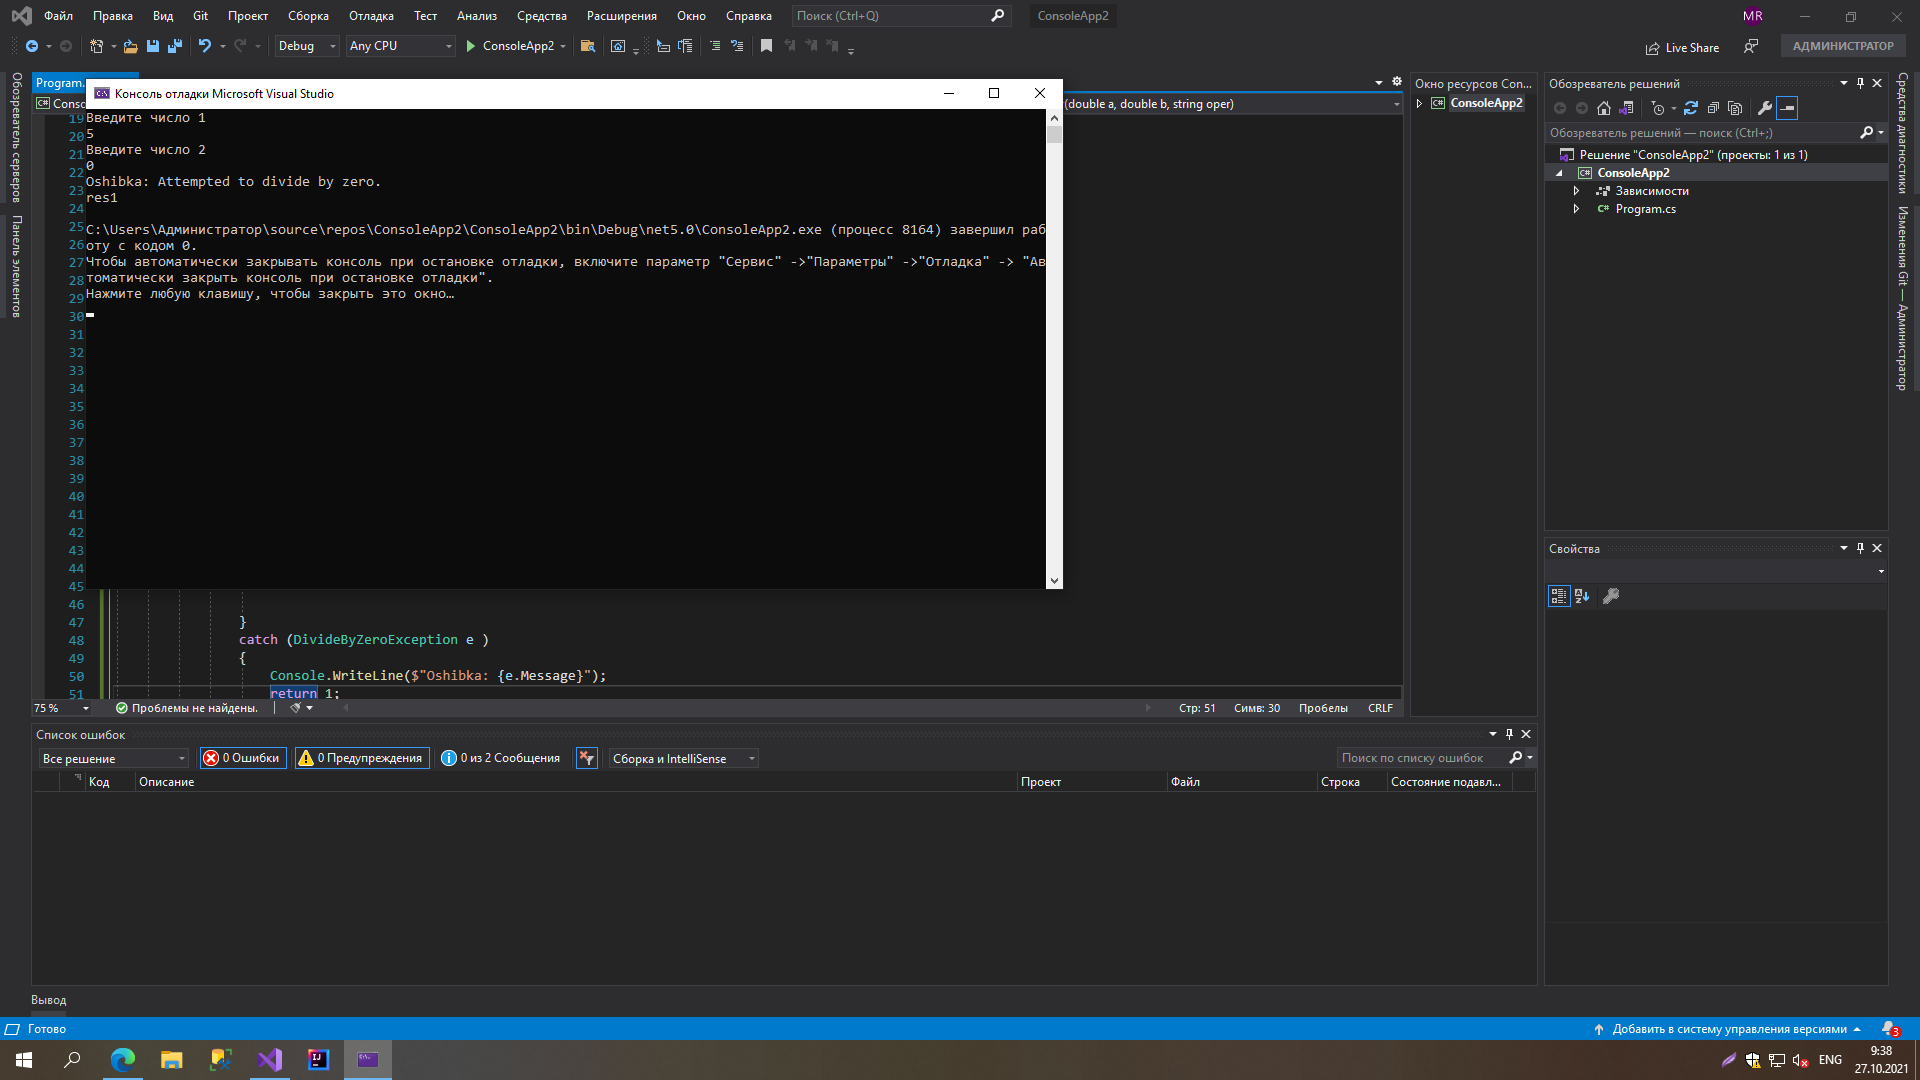 Файл Правка Вид Git Проект Сборка Отладка Тест Анализ Средства Расширения Окно Справка Поиск (Ctrl+Q) ConsoleApp2 MR
Debug Any CPU ConsoleApp2 Live Share АДМИНИСТРАТОР
Обозреватель серверов
Панель элементов
Program.
Консоль отладки Microsoft Visual Studio
(double a, double b, string oper)
19 Введите число 1
20 5
21 Введите число 2
22 0
23 Oshibka: Attempted to divide by zero.
res1
24
25 C:\Users\Администратор\source\repos\ConsoleApp2\ConsoleApp2\bin\Debug\net5.0\ConsoleApp2.exe (процесс 8164) завершил раб
26 оту с кодом 0.
27 Чтобы автоматически закрывать консоль при остановке отладки, включите параметр "Сервис" ->"Параметры" ->"Отладка" -> "Ав
28 томатически закрыть консоль при остановке отладки".
29 Нажмите любую клавишу, чтобы закрыть это окно…
30
31
32
33
34
35
36
37
38
39
40
41
42
43
44
45
46
47 }
48 catch (DivideByZeroException e )
49 {
50 Console.WriteLine($"Oshibka: {e.Message}");
51 return 1;
75 % Проблемы не найдены. Стр: 51 Симв: 30 Пробелы CRLF
Окно ресурсов Con...
ConsoleApp2
Обозреватель решений
Обозреватель решений — поиск (Ctrl+;)
Решение "ConsoleApp2" (проекты: 1 из 1)
ConsoleApp2
Зависимости
Program.cs
Свойства
Средства диагностики
Изменения Git — Администратор
Список ошибок
Все решение 0 Ошибки 0 Предупреждения 0 из 2 Сообщения Сборка и IntelliSense Поиск по списку ошибок
Код Описание Проект Файл Строка Состояние подавл...
Вывод
Готово Добавить в систему управления версиями 3
ENG
9:38
27.10.2021